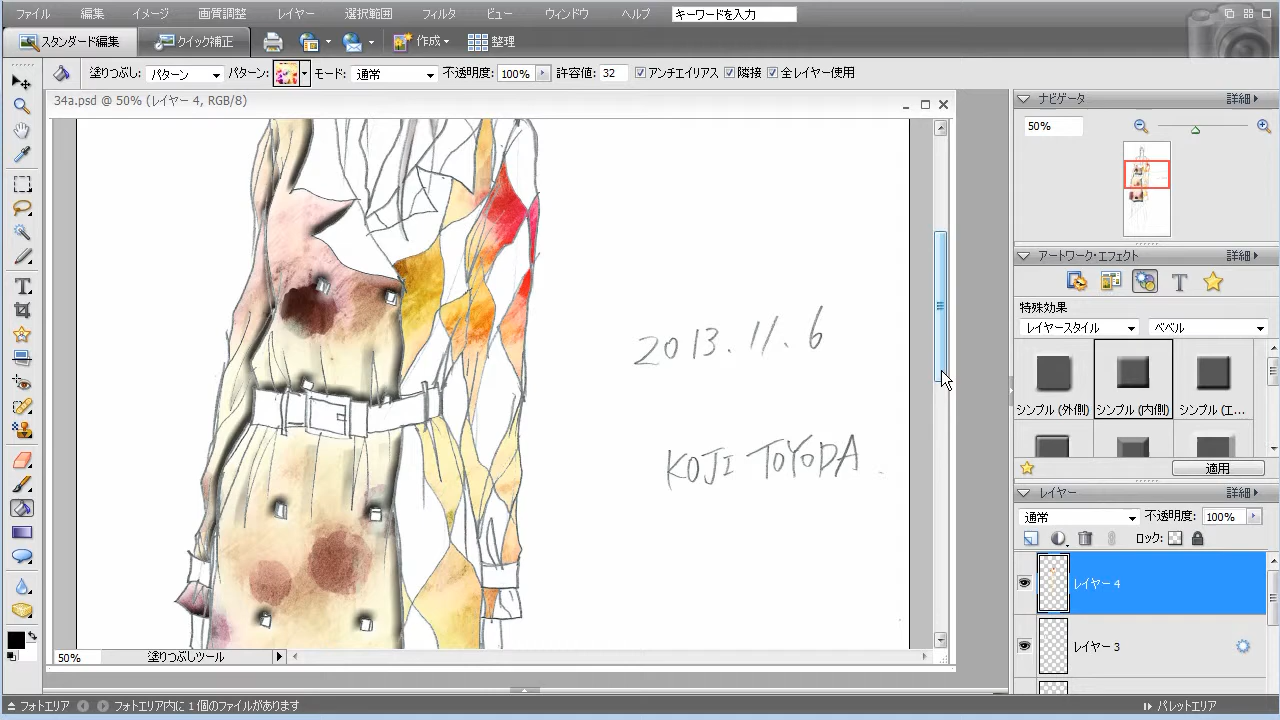 ファイル 編集 イメージ 画質調整 レイヤー 選択範囲 フィルタ ビュー ウィンドウ ヘルプ キーワードを入力
スタンダード編集 クイック補正 作成 整理
塗りつぶし: パターン パターン: モード: 通常 不透明度: 100% 許容値: 32 アンチエイリアス 隣接 全レイヤー使用
34a.psd @ 50% (レイヤー 4, RGB/8)
2013.11.6
KOJI TOYODA.
50% 塗りつぶしツール
ナビゲータ 詳細
50%
アートワーク・エフェクト 詳細
特殊効果
レイヤースタイル ベベル
シンプル (外側) シンプル (内側) シンプル (エ...
適用
レイヤー 詳細
通常 不透明度: 100%
ロック:
レイヤー 4
レイヤー 3
フォトエリア フォトエリア内に 1 個のファイルがあります パレットエリア